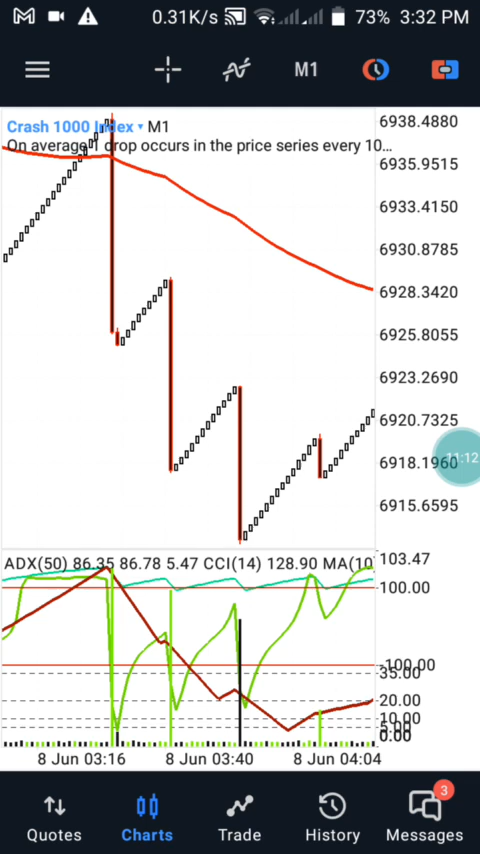 0.31K/s 73% 3:32 PM
M1
6938.4880
Crash 1000 Index ▾ M1
On average 1 drop occurs in the price series every 10…
6935.9515
6933.4150
6930.8785
6928.3420
6925.8055
6923.2690
6920.7325
11:12
6918.1960
6915.6595
ADX(50) 86.35 86.78 5.47 CCI(14) 128.90 MA(10
103.47
100.00
-100.00
35.00
20.00
10.00
5.00
0.00
8 Jun 03:16 8 Jun 03:40 8 Jun 04:04
3
Quotes Charts Trade History Messages